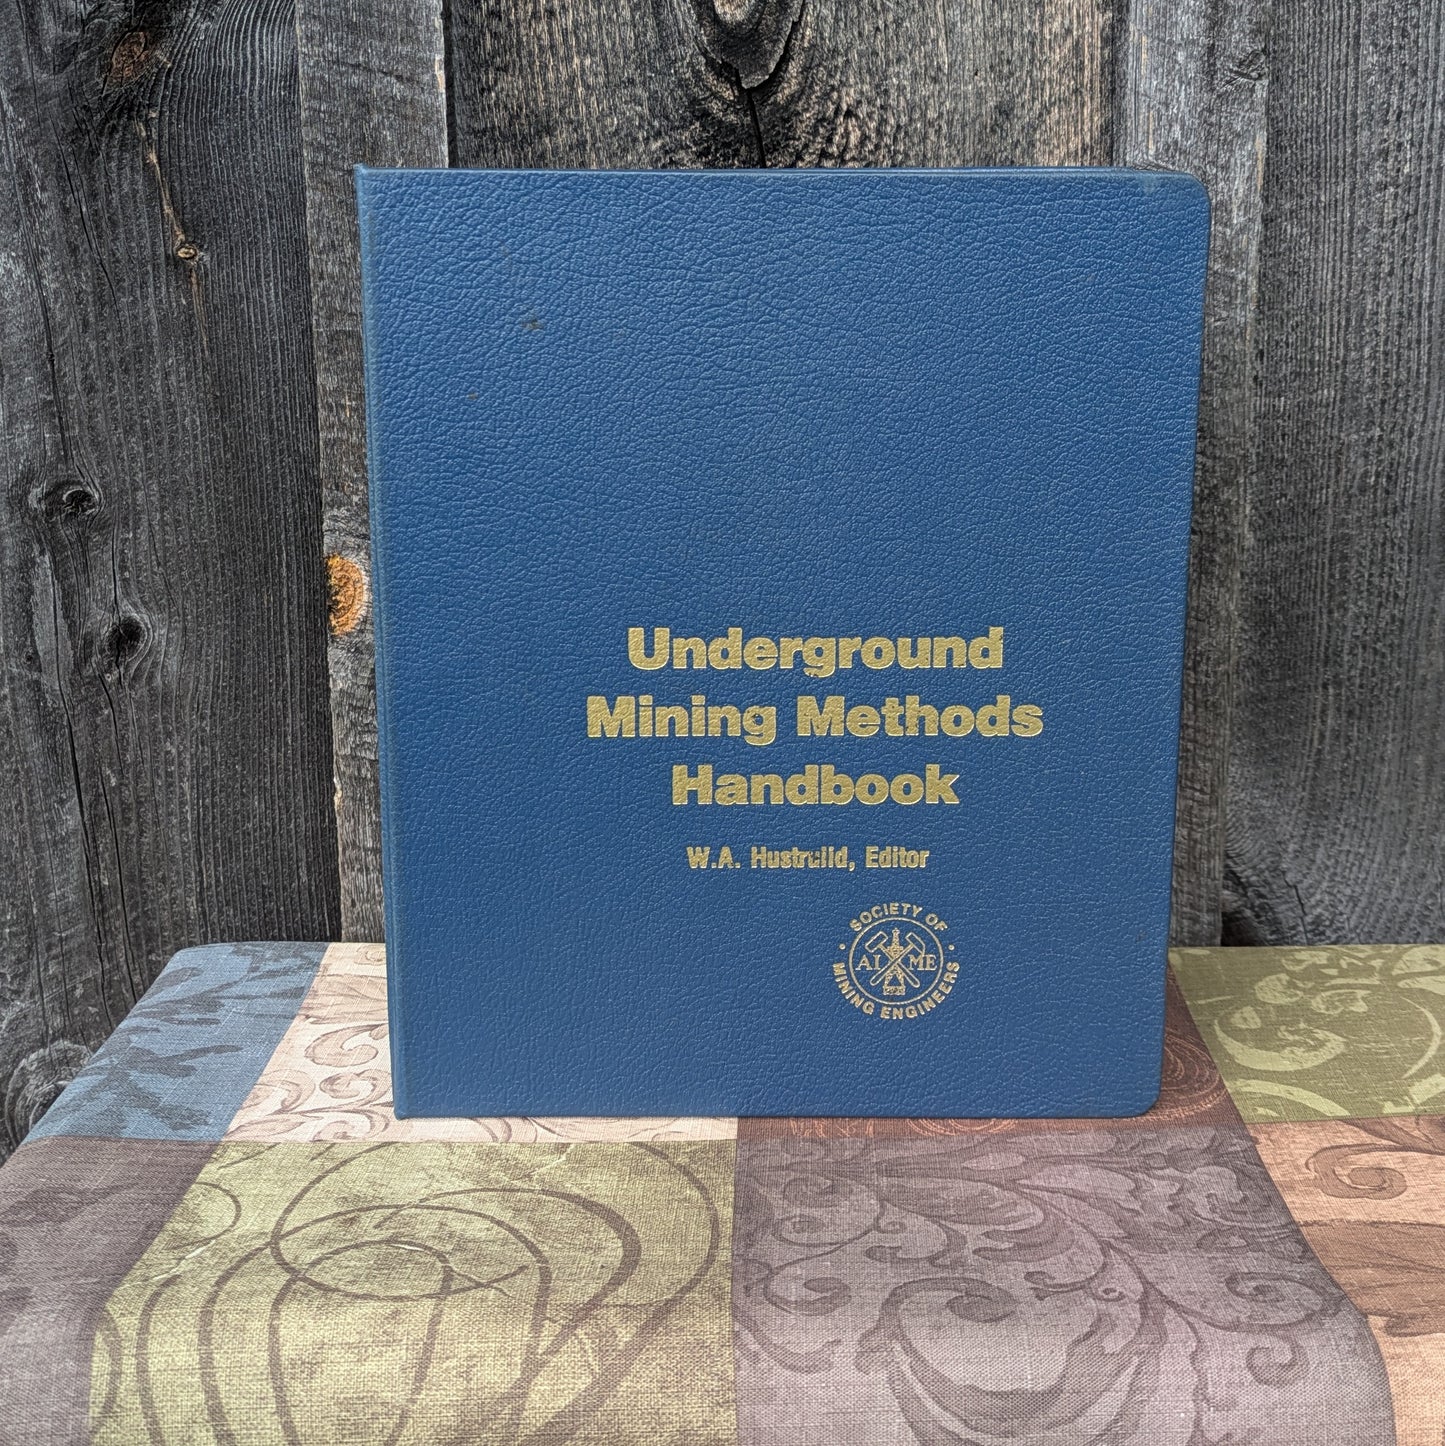 Underground
Mining Methods
Handbook
W.A. Hustrulid, Editor
SOCIETY OF
AIME
MINING ENGINEERS